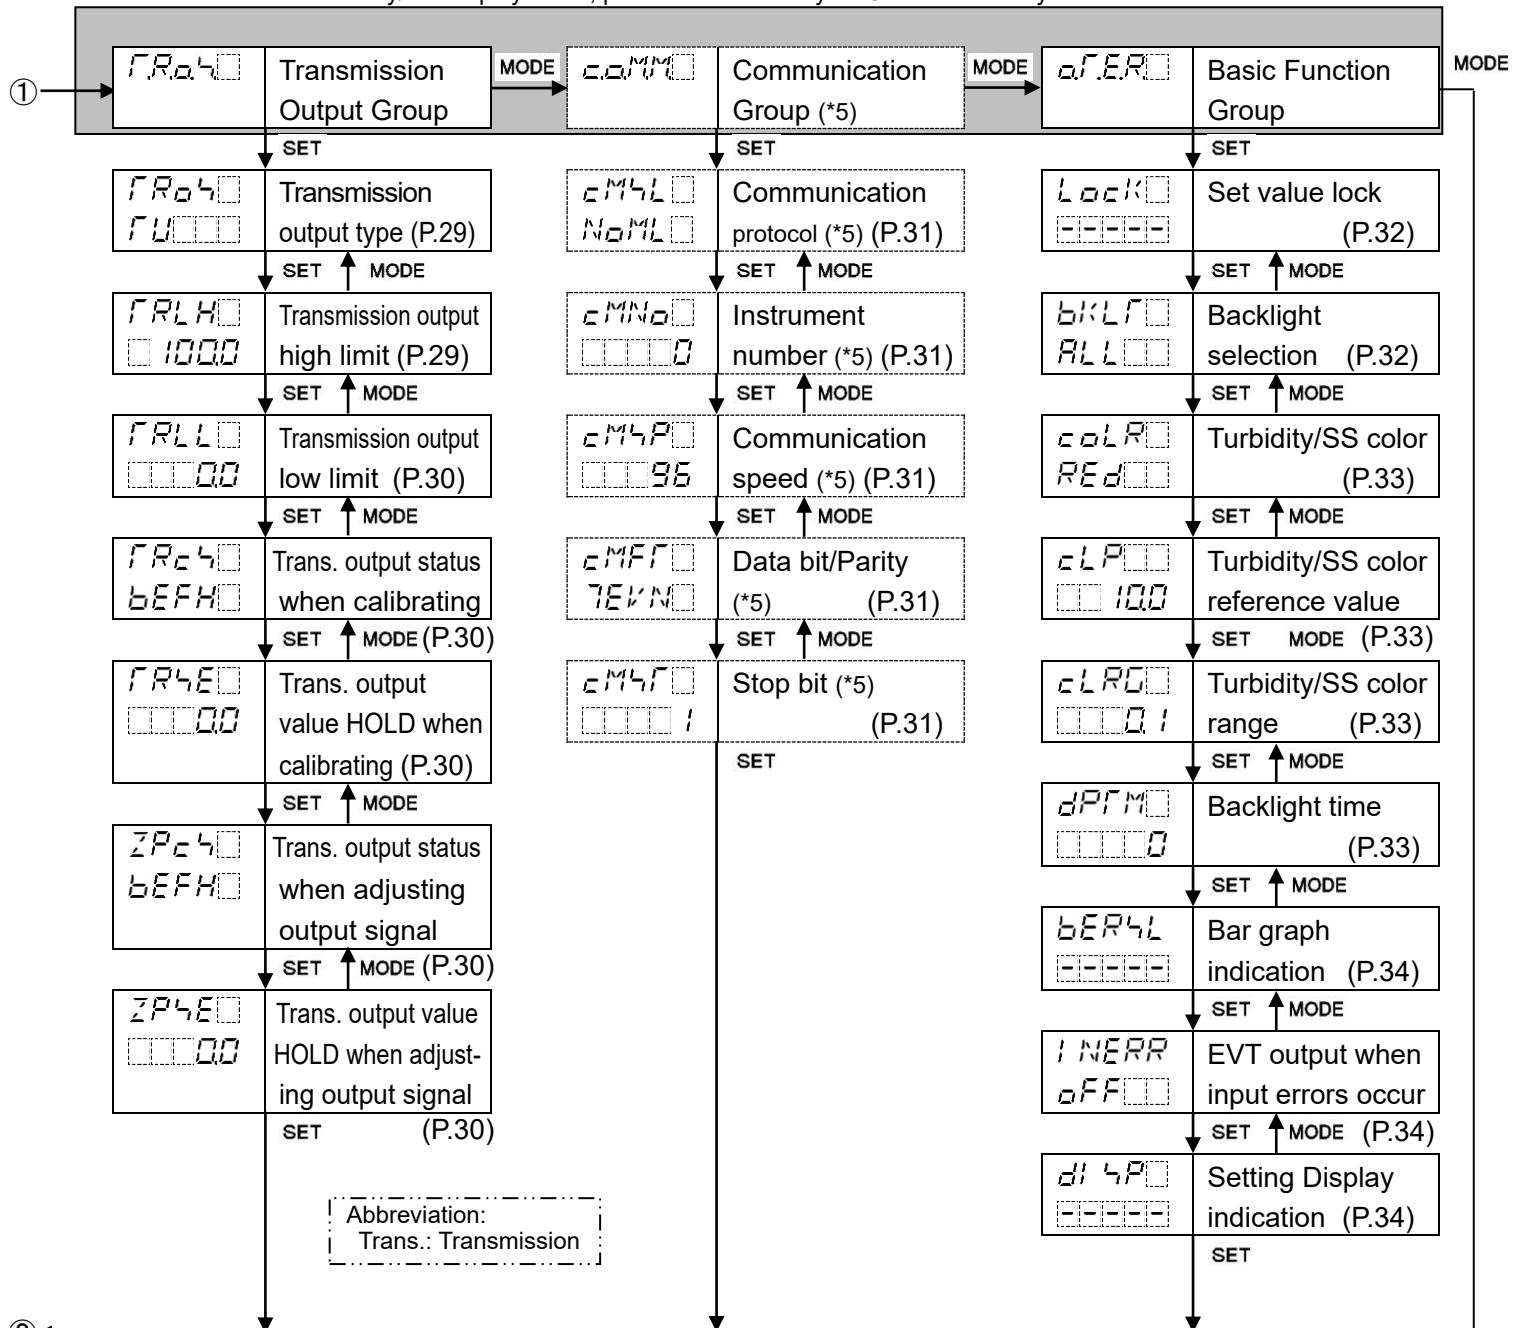 ①
Transmission
Output Group
MODE
Communication
Group (*5)
MODE
Basic Function
Group
MODE
SET
TRoS
TU
Transmission
output type (P.29)
SET MODE
TRLH
100.0
Transmission output
high limit (P.29)
SET MODE
TRLL
0.0
Transmission output
low limit (P.30)
SET MODE
TRcS
bEFH
Trans. output status
when calibrating
SET MODE (P.30)
TRSE
0.0
Trans. output
value HOLD when
calibrating (P.30)
SET MODE
ZPcS
bEFH
Trans. output status
when adjusting
output signal
SET MODE (P.30)
ZPSE
0.0
Trans. output value
HOLD when adjust-
ing output signal
SET (P.30)
Abbreviation:
Trans.: Transmission
SET
cMSL
NoML
Communication
protocol (*5) (P.31)
SET MODE
cMNo
0
Instrument
number (*5) (P.31)
SET MODE
cMSP
96
Communication
speed (*5) (P.31)
SET MODE
cMFT
7EVN
Data bit/Parity
(*5) (P.31)
SET MODE
cMST
1
Stop bit (*5)
(P.31)
SET
SET
Lock
-----
Set value lock
(P.32)
SET MODE
bKLT
ALL
Backlight
selection (P.32)
SET MODE
coLR
REd
Turbidity/SS color
(P.33)
SET MODE
cLP
10.0
Turbidity/SS color
reference value
SET MODE (P.33)
cLRG
0.1
Turbidity/SS color
range (P.33)
SET MODE
dPTM
0
Backlight time
(P.33)
SET MODE
bERSL
-----
Bar graph
indication (P.34)
SET MODE
INERR
oFF
EVT output when
input errors occur
SET MODE (P.34)
dISP
-----
Setting Display
indication (P.34)
SET